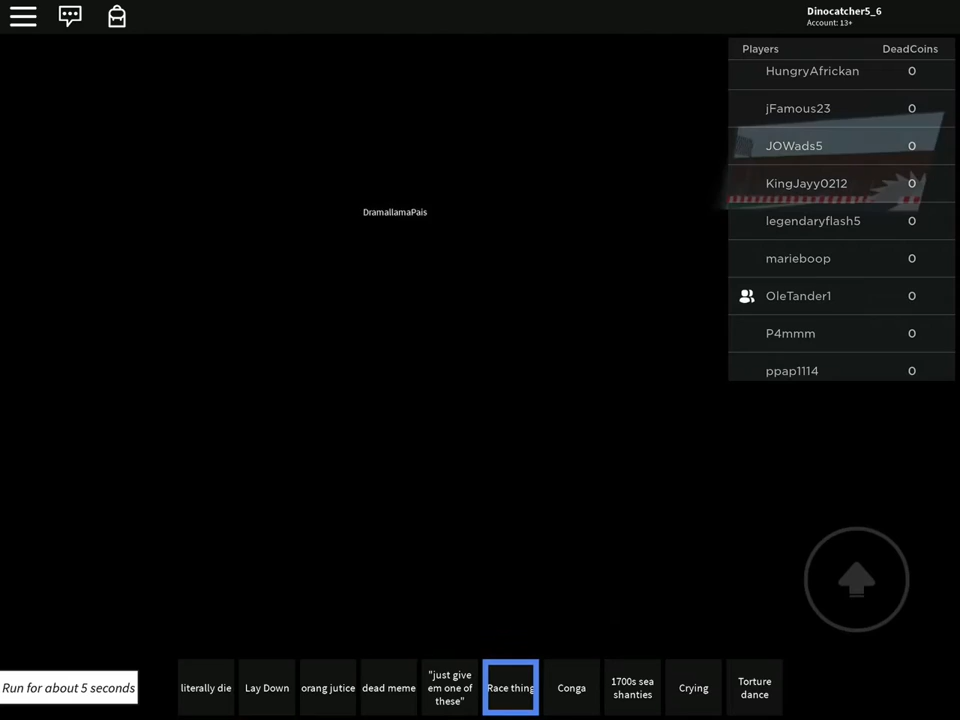 Dinocatcher5_6
Account: 13+
Players DeadCoins
HungryAfrickan 0
jFamous23 0
JOWads5 0
KingJayy0212 0
legendaryflash5 0
marieboop 0
OleTander1 0
P4mmm 0
ppap1114 0
DramallamaPais
Run for about 5 seconds
literally die
Lay Down
orang jutice
dead meme
"just give
em one of
these"
Race thing
Conga
1700s sea
shanties
Crying
Torture
dance